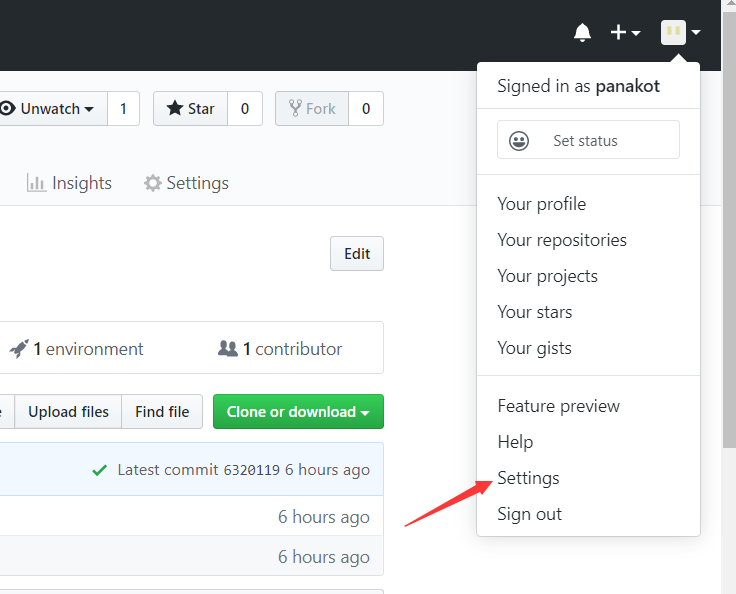 Signed in as panakot
Unwatch 1 Star 0 Fork 0
Set status
Insights Settings
Your profile
Your repositories
Edit
Your projects
Your stars
1 environment 1 contributor
Your gists
Feature preview
Upload files Find file Clone or download
Help
Latest commit 6320119 6 hours ago
Settings
6 hours ago
Sign out
6 hours ago